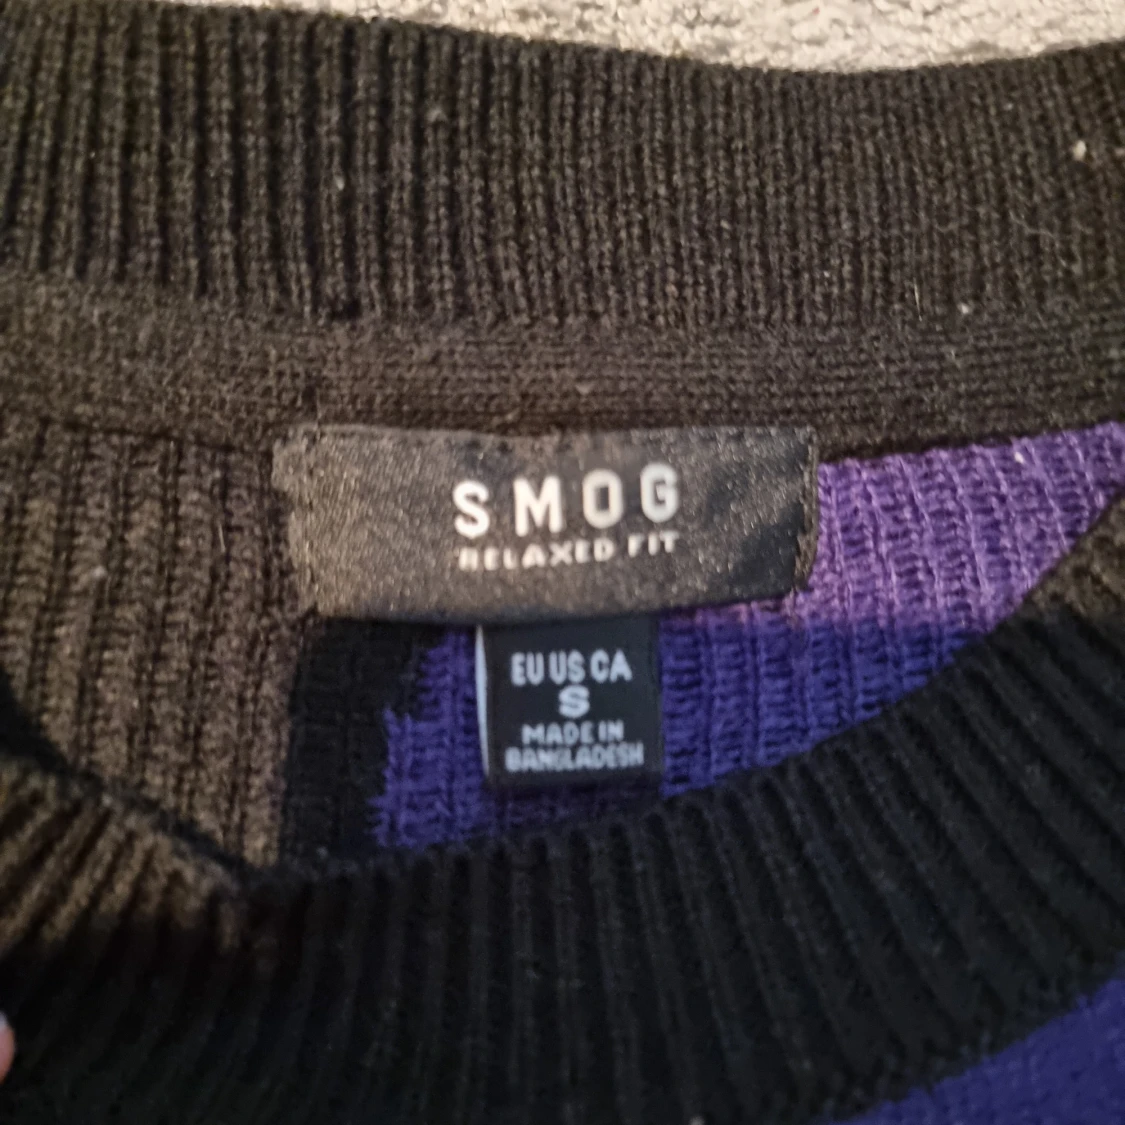 SMOG
RELAXED FIT
EU US CA
S
MADE IN
BANGLADESH